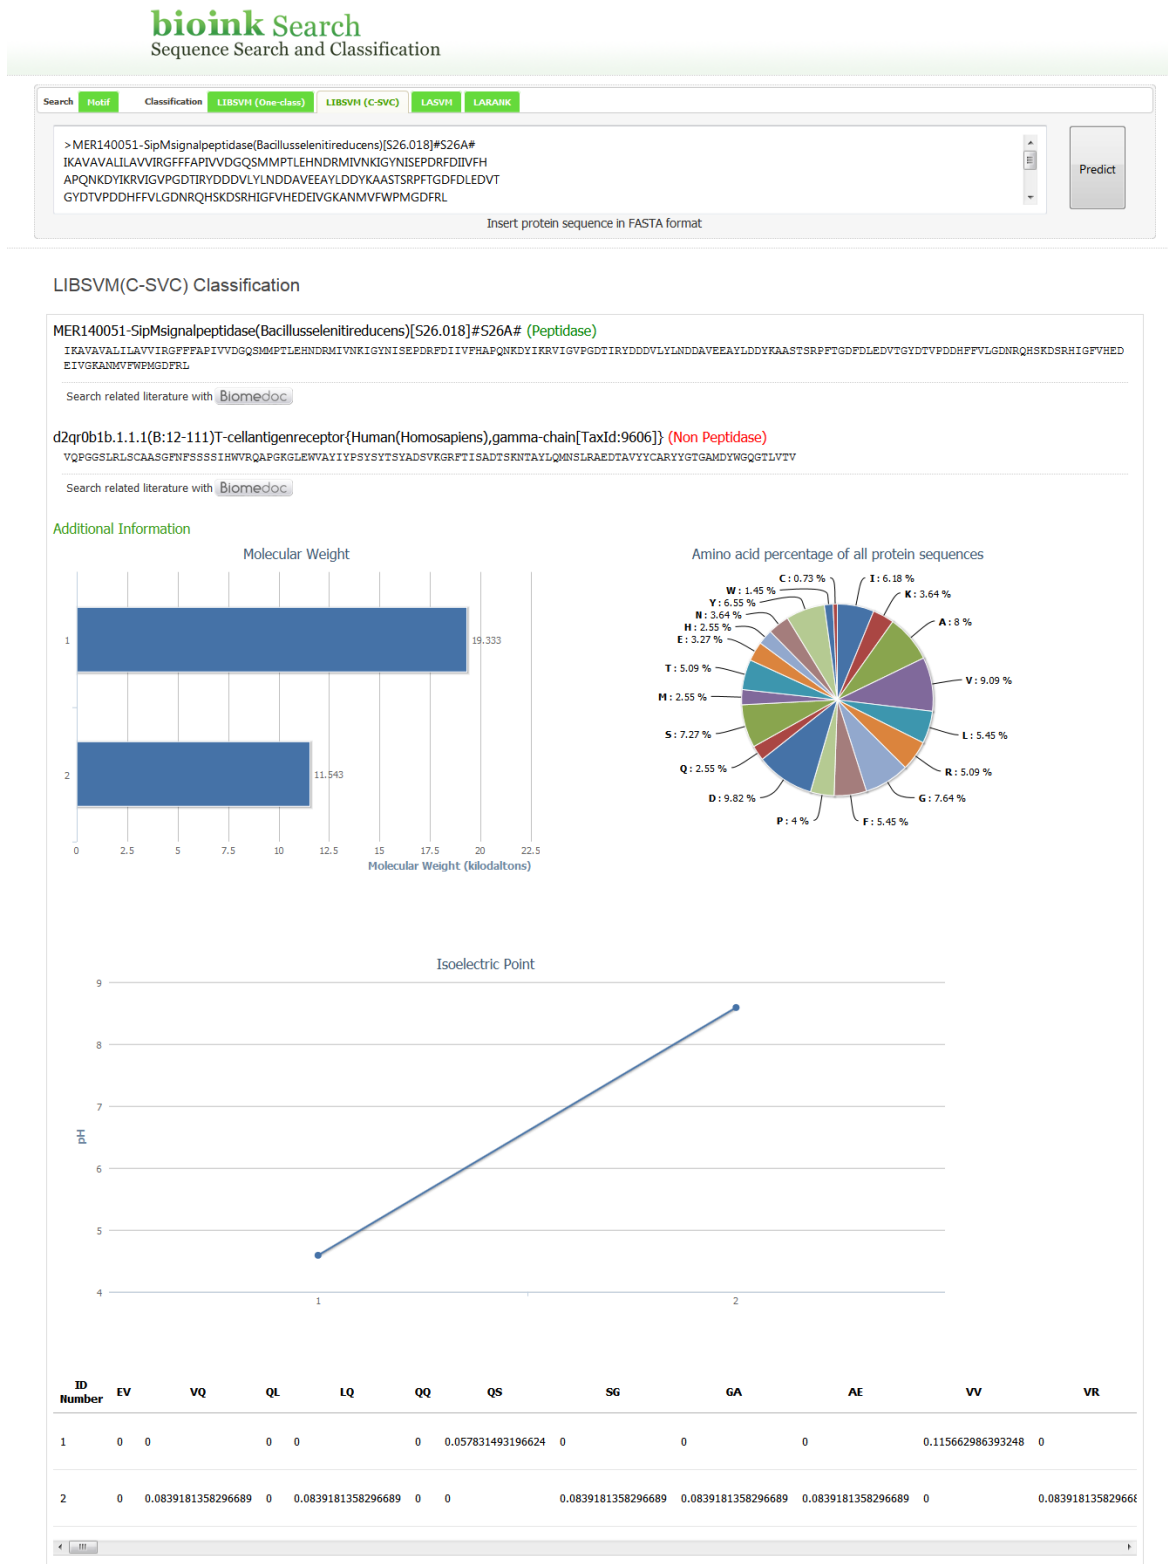 bioink Search
Sequence Search and Classification
Search Motif Classification LIBSVM (One-class) LIBSVM (C-SVC) LASVM LARANK
>MER140051-SipMsignalpeptidase(Bacillusselenitireducens)[S26.018]#S26A#
IKAVAVALILAVVIRGFFFAPIVVDGQSMMPTLEHNDRMIVNKIGYNISEPDRFDIIVFH
APQNKDYIKRVIGVPGDTIRYDDDVLYLNDDAVEEAYLDDYKAASTSRPFTGDFDLEDVT
GYDTVPDDHFFVLGDNRQHSKDSRHIGFVHEDEIVGKANMVFWPMGDFRL
Predict
Insert protein sequence in FASTA format
LIBSVM(C-SVC) Classification
MER140051-SipMsignalpeptidase(Bacillusselenitireducens)[S26.018]#S26A# (Peptidase)
IKAVAVALILAVVIRGFFFAPIVVDGQSMMPTLEHNDRMIVNKIGYNISEPDRFDIIVFHAPQNKDYIKRVIGVPGDTIRYDDDVLYLNDDAVEEAYLDDYKAASTSRPFTGDFDLEDVTGYDTVPDDHFFVLGDNRQHSKDSRHIGFVHED
EIVGKANMVFWPMGDFRL
Search related literature with Biomedoc
d2qr0b1b.1.1.1(B:12-111)T-cellantigenreceptor{Human(Homosapiens),gamma-chain[TaxId:9606]} (Non Peptidase)
VQPGGSLRLSCAASGFNFSSSSIHWVRQAPGKGLEWVAYIYPSYSYTSYADSVKGRFTISADTSKNTAYLQMNSLRAEDTAVYYCARYYGTGAMDYWGQGTLVTV
Search related literature with Biomedoc
Additional Information
Molecular Weight
1
19.333
2
11.543
0 2.5 5 7.5 10 12.5 15 17.5 20 22.5
Molecular Weight (kilodaltons)
Amino acid percentage of all protein sequences
C : 0.73 %
I : 6.18 %
W : 1.45 %
K : 3.64 %
Y : 6.55 %
N : 3.64 %
A : 8 %
H : 2.55 %
E : 3.27 %
T : 5.09 %
V : 9.09 %
M : 2.55 %
S : 7.27 %
L : 5.45 %
Q : 2.55 %
R : 5.09 %
D : 9.82 %
G : 7.64 %
P : 4 %
F : 5.45 %
Isoelectric Point
9
8
7
pH
6
5
4
1 2
ID Number EV VQ QL LQ QQ QS SG GA AE VV VR
1 0 0 0 0 0 0.057831493196624 0 0 0 0.115662986393248 0
2 0 0.0839181358296689 0 0.0839181358296689 0 0 0.0839181358296689 0.0839181358296689 0.0839181358296689 0 0.083918135829668